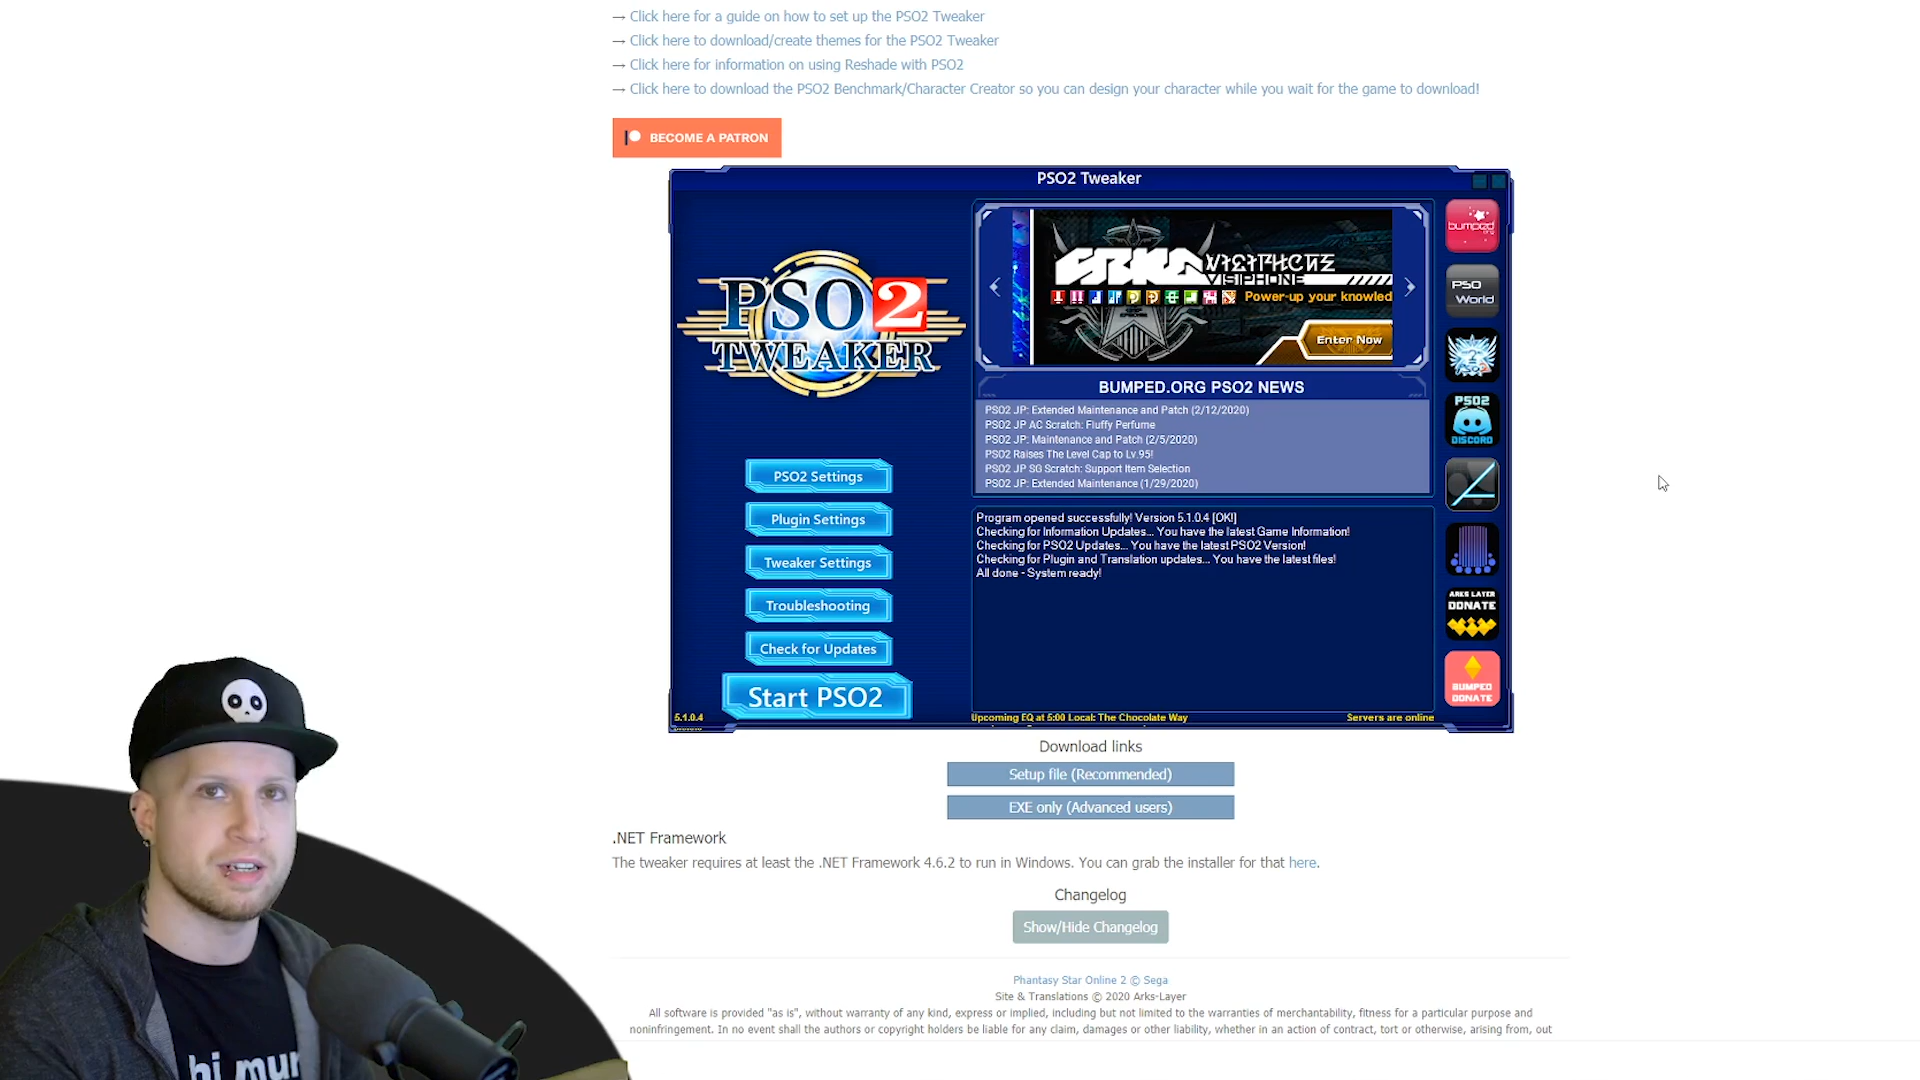 → Click here for a guide on how to set up the PSO2 Tweaker
→ Click here to download/create themes for the PSO2 Tweaker
→ Click here for information on using Reshade with PSO2
→ Click here to download the PSO2 Benchmark/Character Creator so you can design your character while you wait for the game to download!
BECOME A PATRON
PSO2 Tweaker
PSO2
TWEAKER
ARKS VISIPHONE
VISIPHONE
Power-up your knowled
Enter Now
BUMPED.ORG PSO2 NEWS
PSO2 JP: Extended Maintenance and Patch (2/12/2020)
PSO2 JP AC Scratch: Fluffy Perfume
PSO2 JP: Maintenance and Patch (2/5/2020)
PSO2 Raises The Level Cap to Lv.95!
PSO2 JP SG Scratch: Support Item Selection
PSO2 JP: Extended Maintenance (1/29/2020)
Program opened successfully! Version 5.1.0.4 [OK!]
Checking for Information Updates... You have the latest Game Information!
Checking for PSO2 Updates... You have the latest PSO2 Version!
Checking for Plugin and Translation updates... You have the latest files!
All done - System ready!
PSO2 Settings
Plugin Settings
Tweaker Settings
Troubleshooting
Check for Updates
Start PSO2
5.1.0.4
Upcoming EQ at 5:00 Local: The Chocolate Way
Servers are online
bumped
PSO
World
PSO2
DISCORD
ARKS LAYER
DONATE
BUMPED
DONATE
Download links
Setup file (Recommended)
EXE only (Advanced users)
.NET Framework
The tweaker requires at least the .NET Framework 4.6.2 to run in Windows. You can grab the installer for that here.
Changelog
Show/Hide Changelog
Phantasy Star Online 2 © Sega
Site & Translations © 2020 Arks-Layer
All software is provided "as is", without warranty of any kind, express or implied, including but not limited to the warranties of merchantability, fitness for a particular purpose and
noninfringement. In no event shall the authors or copyright holders be liable for any claim, damages or other liability, whether in an action of contract, tort or otherwise, arising from, out
hi mum